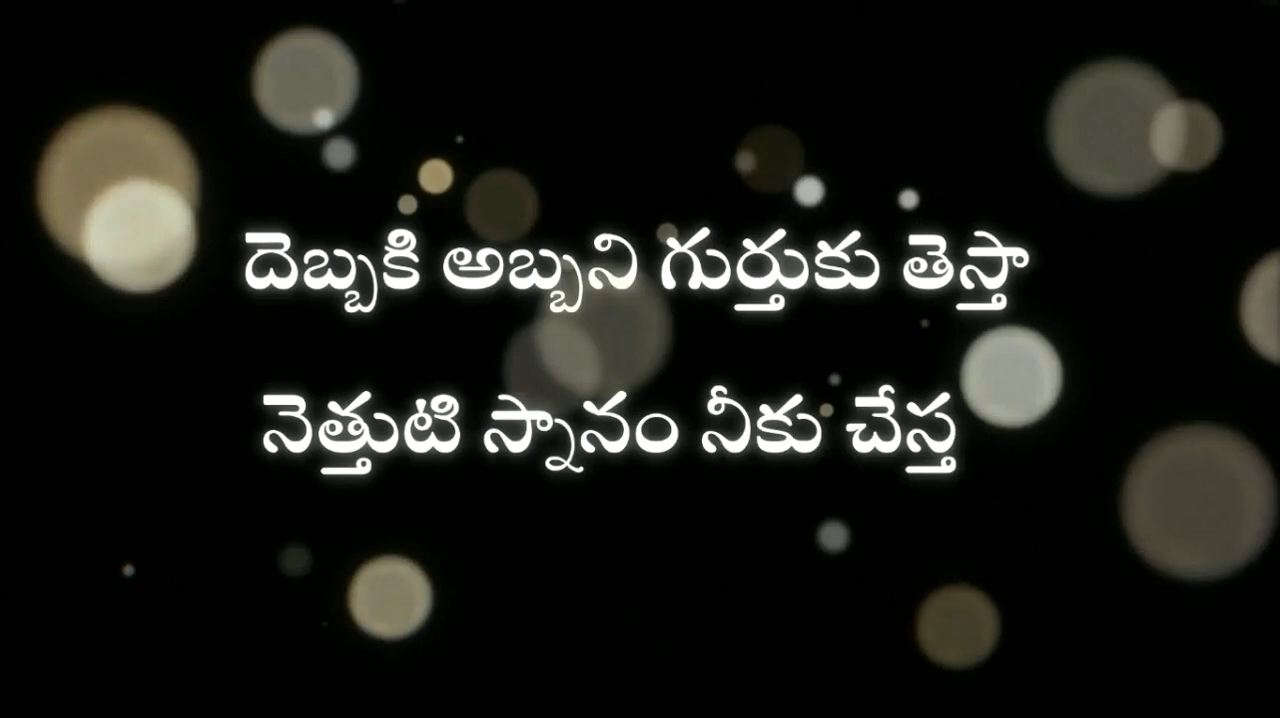 దెబ్బకి అబ్బని గుర్తుకు తెస్తా
నెత్తుటి స్నానం నీకు చేస్త